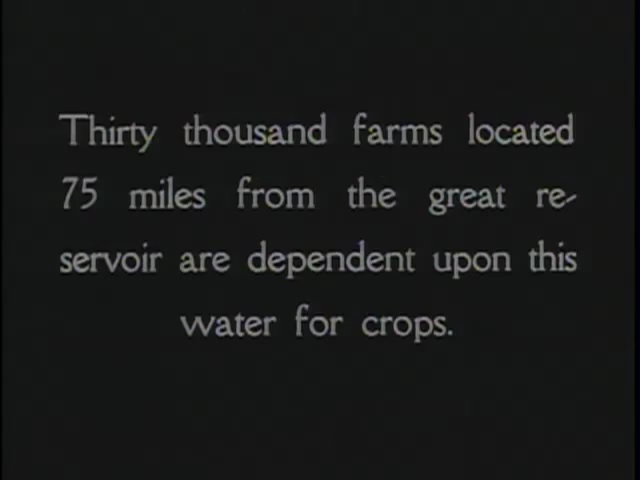 Thirty thousand farms located
75 miles from the great re-
servoir are dependent upon this
water for crops.